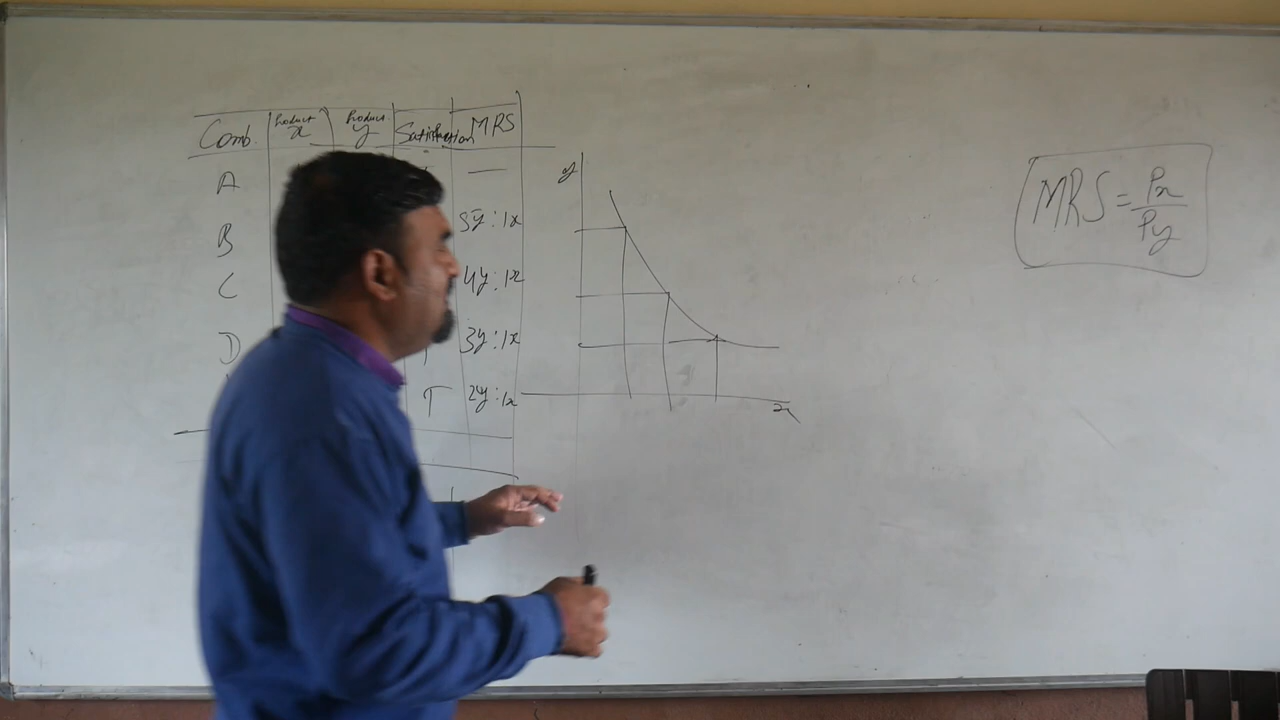 Comb. Product x Product y Satisfaction MRS
A —
B 5y:1x
C 4y:1x
D 3y:1x
T 2y:1x
y
x
MRS = Px / Py